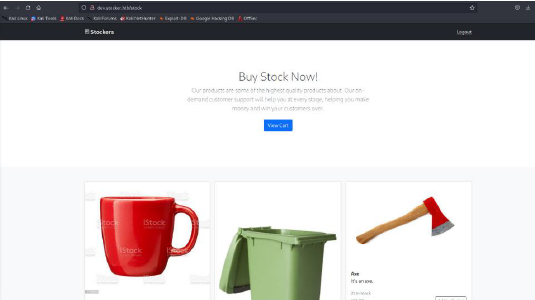 dev.stocker.htb/stock
Kali Linux Kali Tools Kali Docs Kali Forums Kali NetHunter Exploit-DB Google Hacking DB OffSec
Stockers Logout
Buy Stock Now!
Our products are some of the highest quality products about. Our on-
demand customer support will help you at every stage, helping you make
money and win your customers over.
View Cart
iStock
iStock
iStock
Axe
It's an axe.